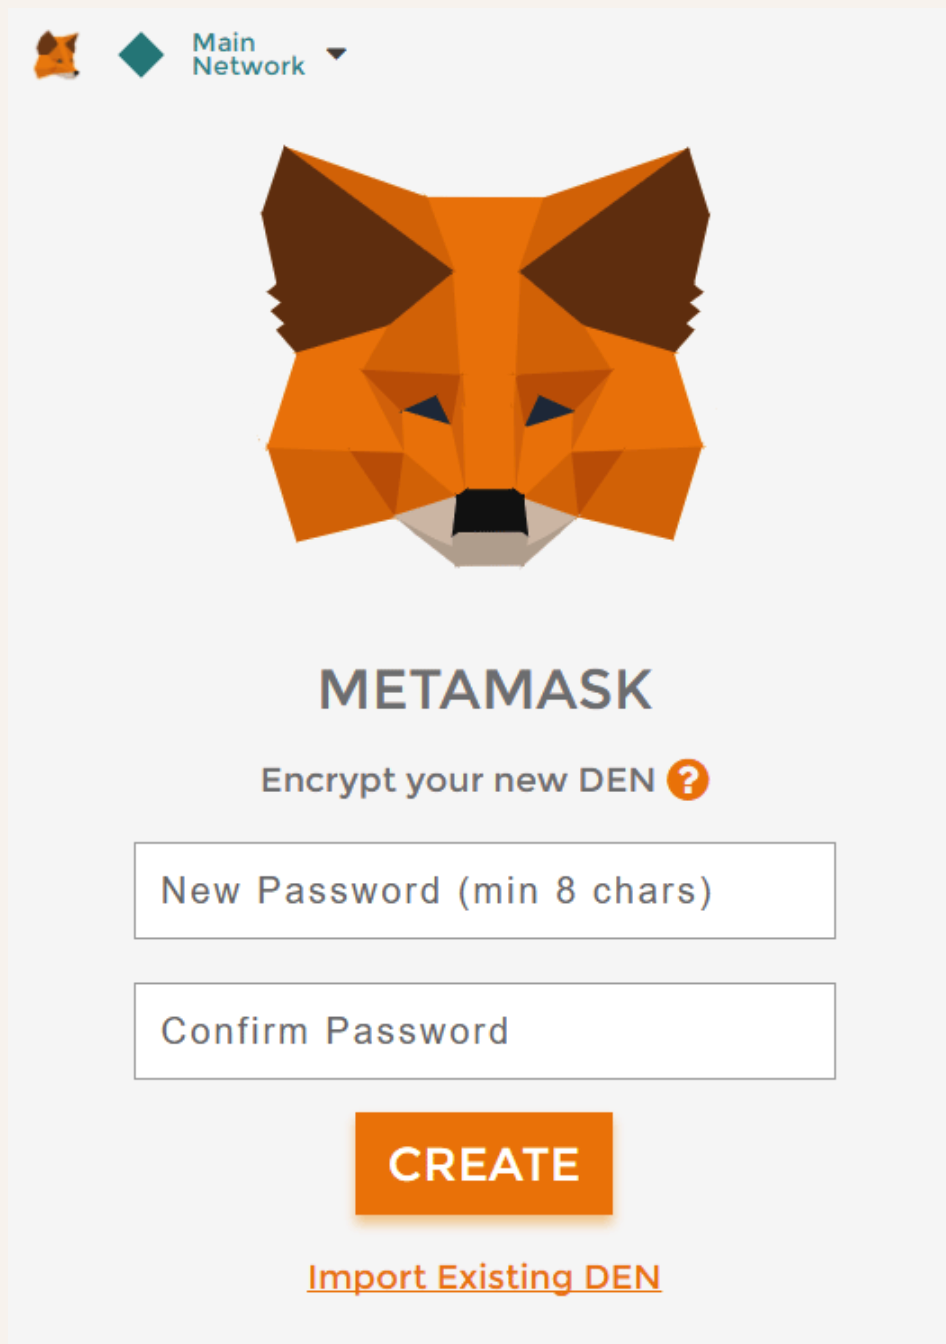 Main
Network
METAMASK
Encrypt your new DEN ?
New Password (min 8 chars)
Confirm Password
CREATE
Import Existing DEN